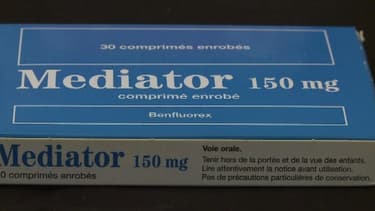 30 comprimés enrobés
Mediator 150 mg
comprimé enrobé
Benfluorex
Mediator 150 mg
0 comprimés enrobés
Voie orale.
Tenir hors de la portée et de la vue des enfants.
Lire attentivement la notice avant utilisation.
Pas de précautions particulières de conservation.